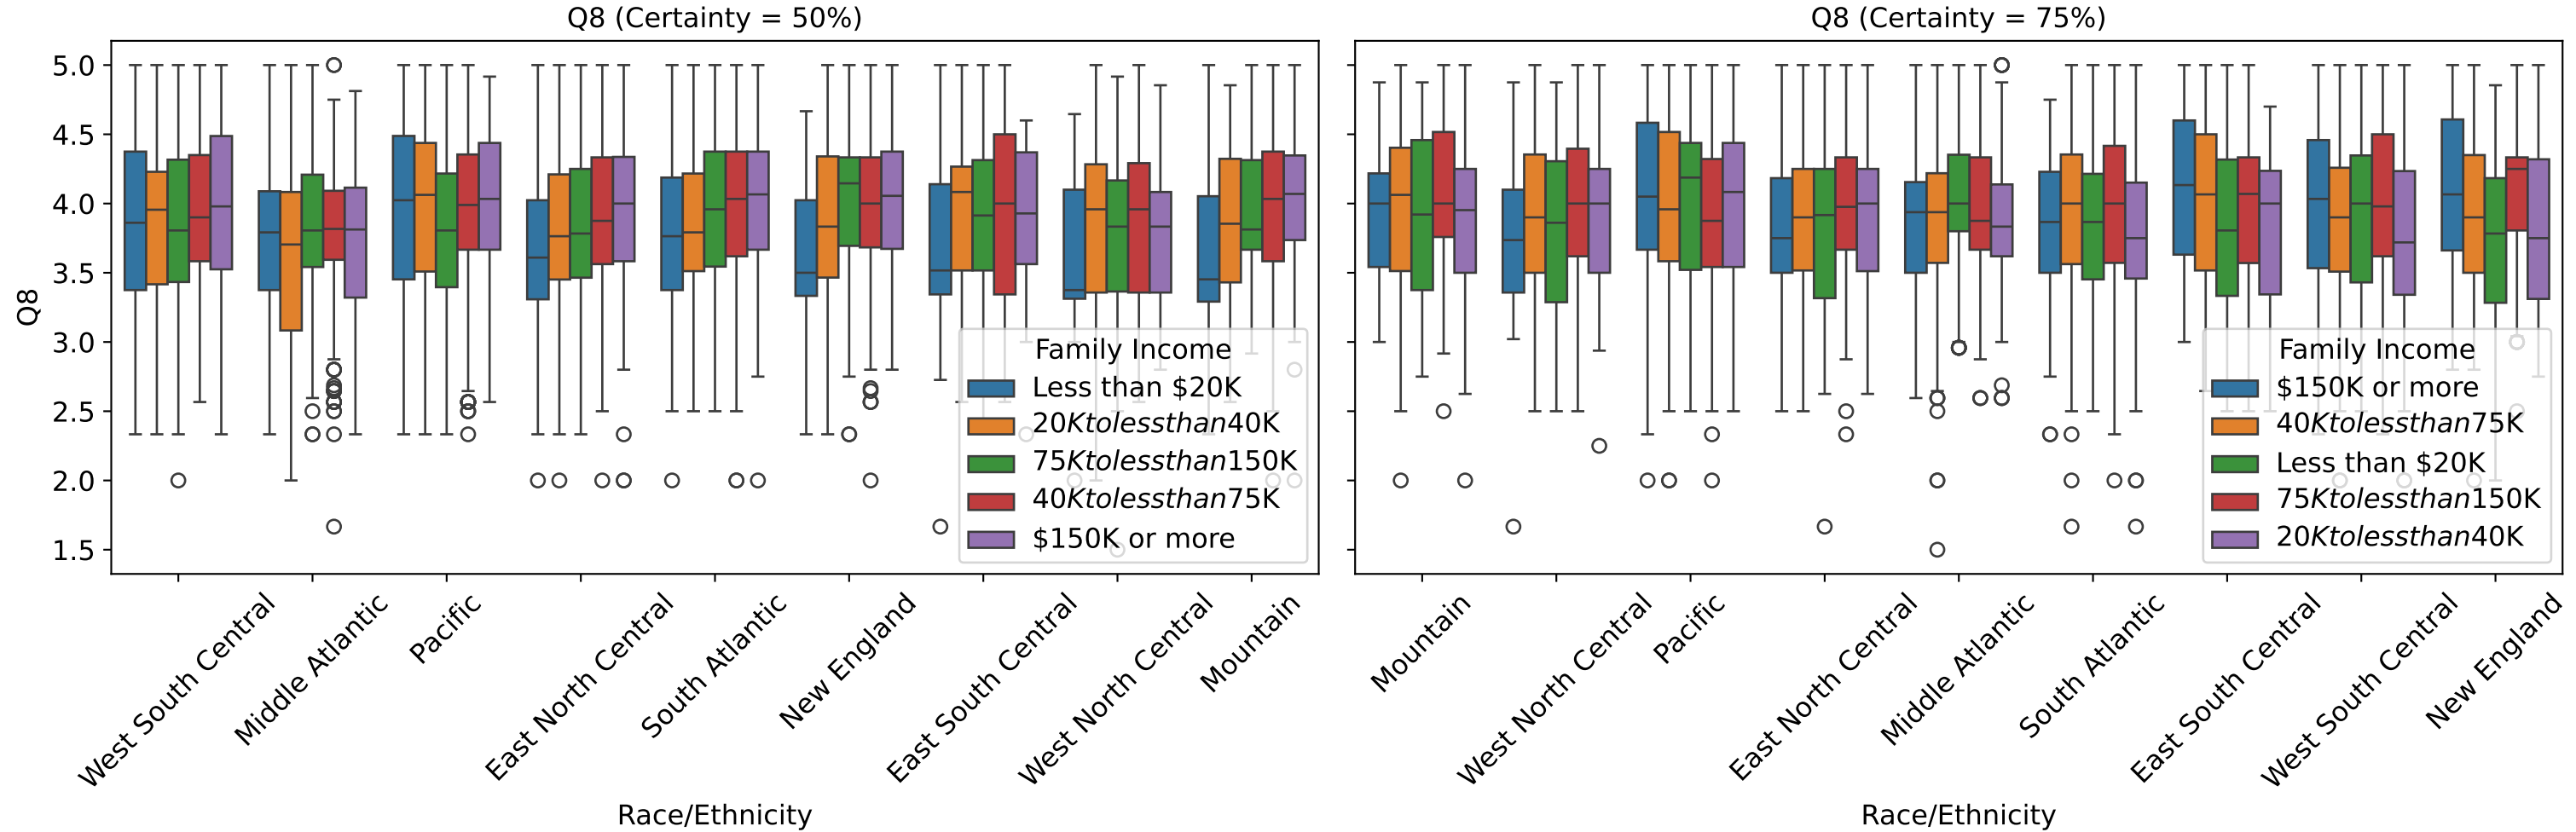 Q8 (Certainty = 50%)
Q8
5.0
4.5
4.0
3.5
3.0
2.5
2.0
1.5
Family Income
Less than $20K
20Ktolessthan40K
75Ktolessthan150K
40Ktolessthan75K
$150K or more
West South Central
Middle Atlantic
Pacific
East North Central
South Atlantic
New England
East South Central
West North Central
Mountain
Race/Ethnicity
Q8 (Certainty = 75%)
Family Income
$150K or more
40Ktolessthan75K
Less than $20K
75Ktolessthan150K
20Ktolessthan40K
Mountain
West North Central
Pacific
East North Central
Middle Atlantic
South Atlantic
East South Central
West South Central
New England
Race/Ethnicity